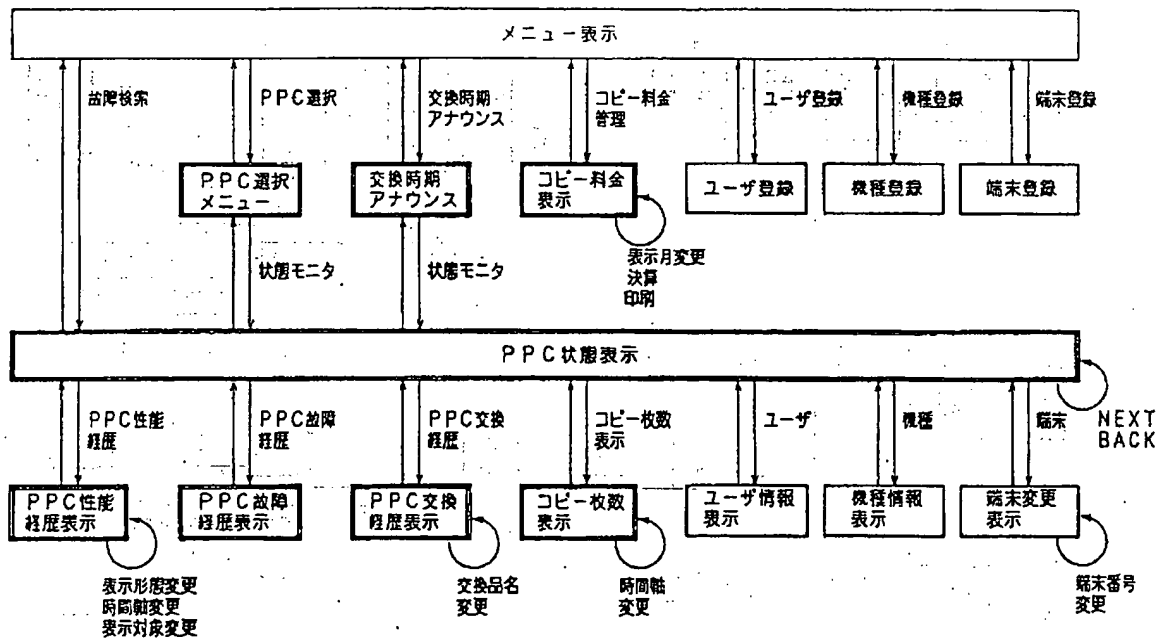 メニュー表示
故障検索
PPC選択
交換時期
アナウンス
コピー料金
管理
ユーザ登録
機種登録
端末登録
PPC選択
メニュー
交換時期
アナウンス
コピー料金
表示
ユーザ登録
機種登録
端末登録
状態モニタ
状態モニタ
表示月変更
決算
印刷
PPC状態表示
PPC性能
経歴
PPC故障
経歴
PPC交換
経歴
コピー枚数
表示
ユーザ
機種
端末
NEXT
BACK
PPC性能
経歴表示
PPC故障
経歴表示
PPC交換
経歴表示
コピー枚数
表示
ユーザ情報
表示
機種情報
表示
端末変更
表示
表示形態変更
時間軸変更
表示対象変更
交換品名
変更
時間軸
変更
端末番号
変更